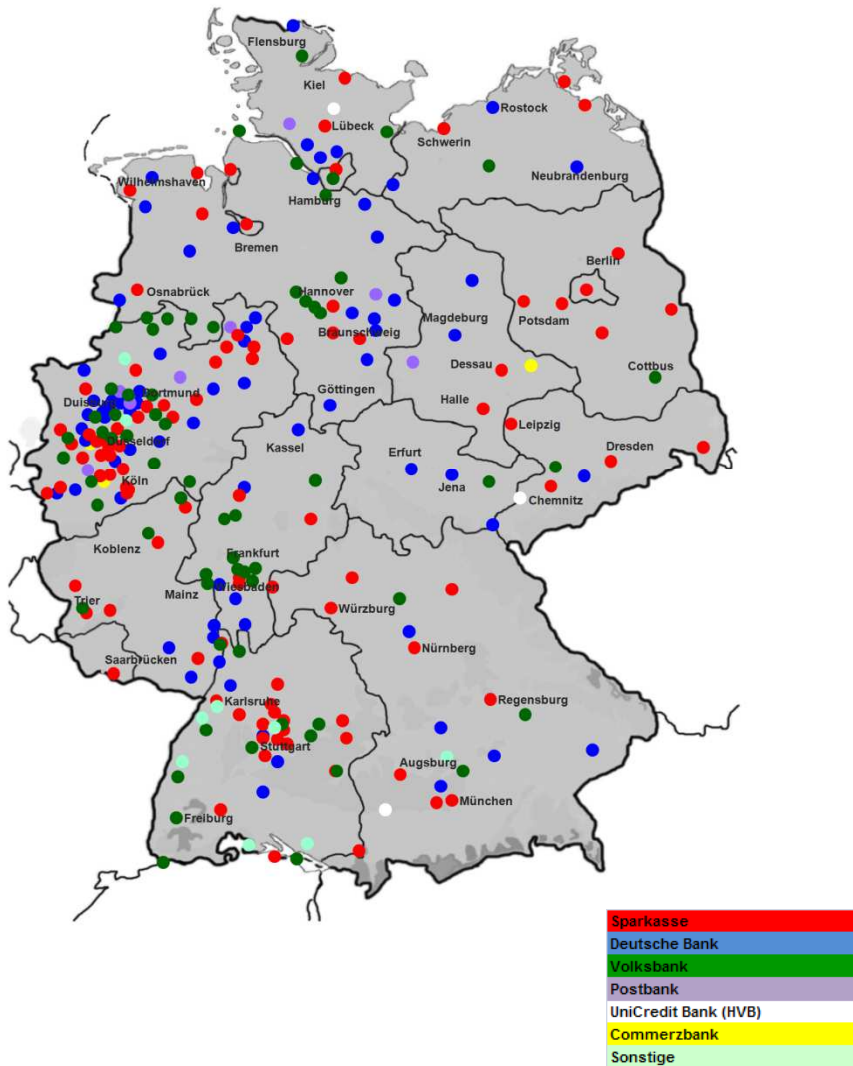 Flensburg
Kiel
Rostock
Lübeck
Schwerin
Neubrandenburg
Wilhelmshaven
Hamburg
Bremen
Berlin
Osnabrück
Hannover
Potsdam
Braunschweig
Magdeburg
Dessau
Cottbus
Dortmund
Duisburg
Göttingen
Halle
Leipzig
Düsseldorf
Kassel
Erfurt
Dresden
Köln
Jena
Chemnitz
Koblenz
Frankfurt
Wiesbaden
Mainz
Trier
Würzburg
Saarbrücken
Nürnberg
Karlsruhe
Regensburg
Stuttgart
Augsburg
München
Freiburg
Sparkasse
Deutsche Bank
Volksbank
Postbank
UniCredit Bank (HVB)
Commerzbank
Sonstige